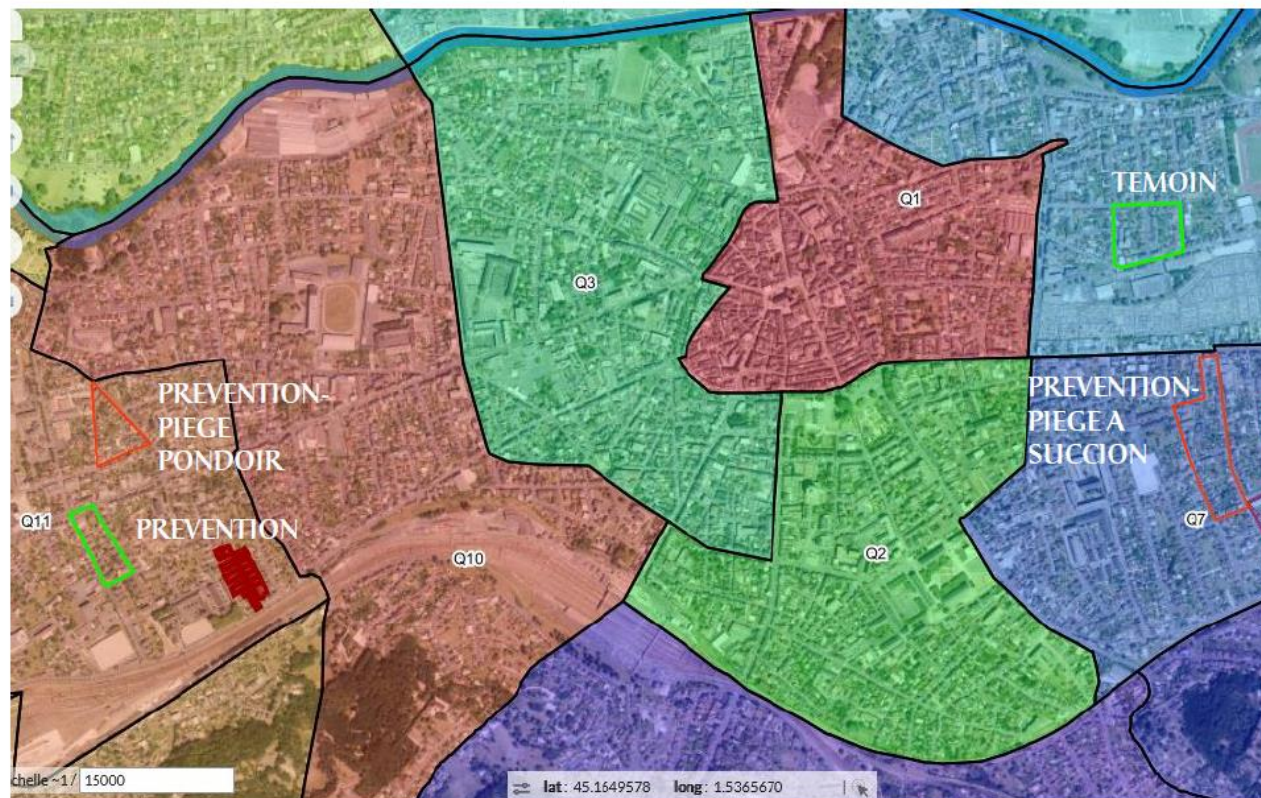 TEMOIN
Q1
Q3
PREVENTION-
PIEGE
PONDOIR
PREVENTION-
PIEGE A
SUCCION
Q11
PREVENTION
Q7
Q10
Q2
chelle ~1 / 15000
lat : 45.1649578 long : 1.5365670